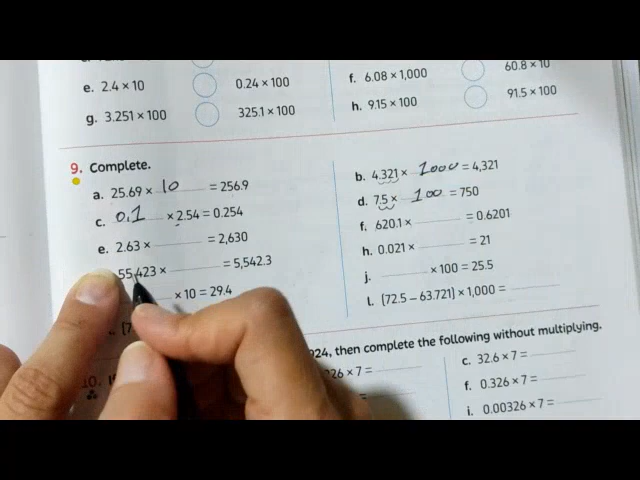 e. 2.4 × 10 0.24 × 100
f. 6.08 × 1,000 60.8 × 10
g. 3.251 × 100 325.1 × 100
h. 9.15 × 100 91.5 × 100
9. Complete.
a. 25.69 × 10 = 256.9
b. 4.321 × 1000 = 4,321
c. 0.1 × 2.54 = 0.254
d. 7.5 × 100 = 750
e. 2.63 × = 2,630
f. 620.1 × = 0.6201
55,423 × = 5,542.3
h. 0.021 × = 21
× 10 = 29.4
j. × 100 = 25.5
l. (72.5 − 63.721) × 1,000 =
10.
924, then complete the following without multiplying.
326 × 7 =
c. 32.6 × 7 =
f. 0.326 × 7 =
i. 0.00326 × 7 =